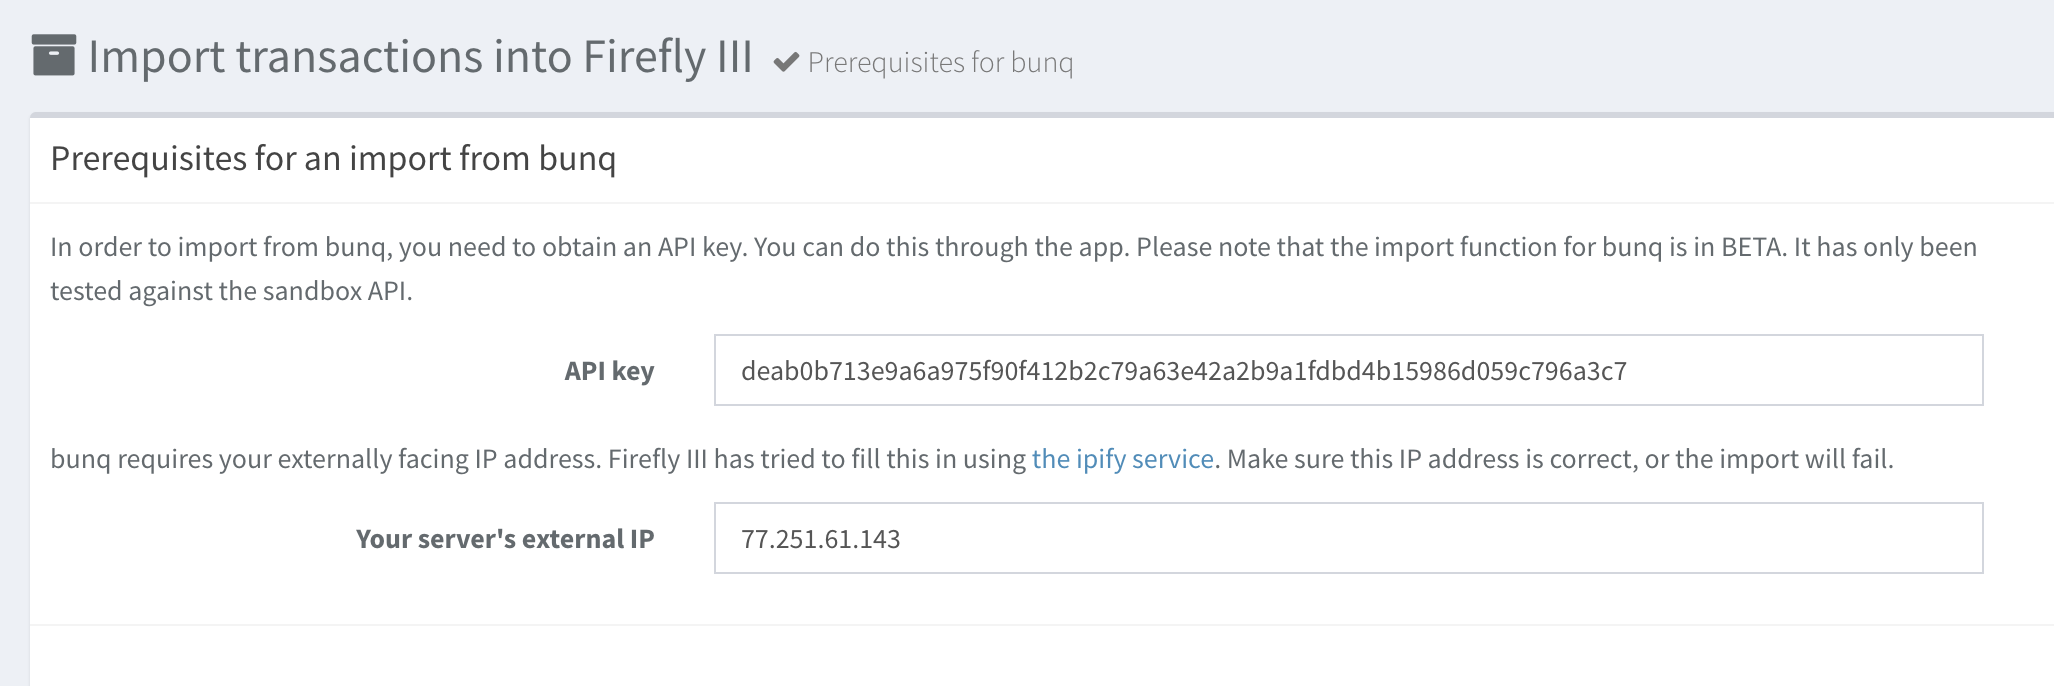 Import transactions into Firefly III Prerequisites for bunq
Prerequisites for an import from bunq
In order to import from bunq, you need to obtain an API key. You can do this through the app. Please note that the import function for bunq is in BETA. It has only been
tested against the sandbox API.
API key deab0b713e9a6a975f90f412b2c79a63e42a2b9a1fdbd4b15986d059c796a3c7
bunq requires your externally facing IP address. Firefly III has tried to fill this in using the ipify service. Make sure this IP address is correct, or the import will fail.
Your server's external IP 77.251.61.143